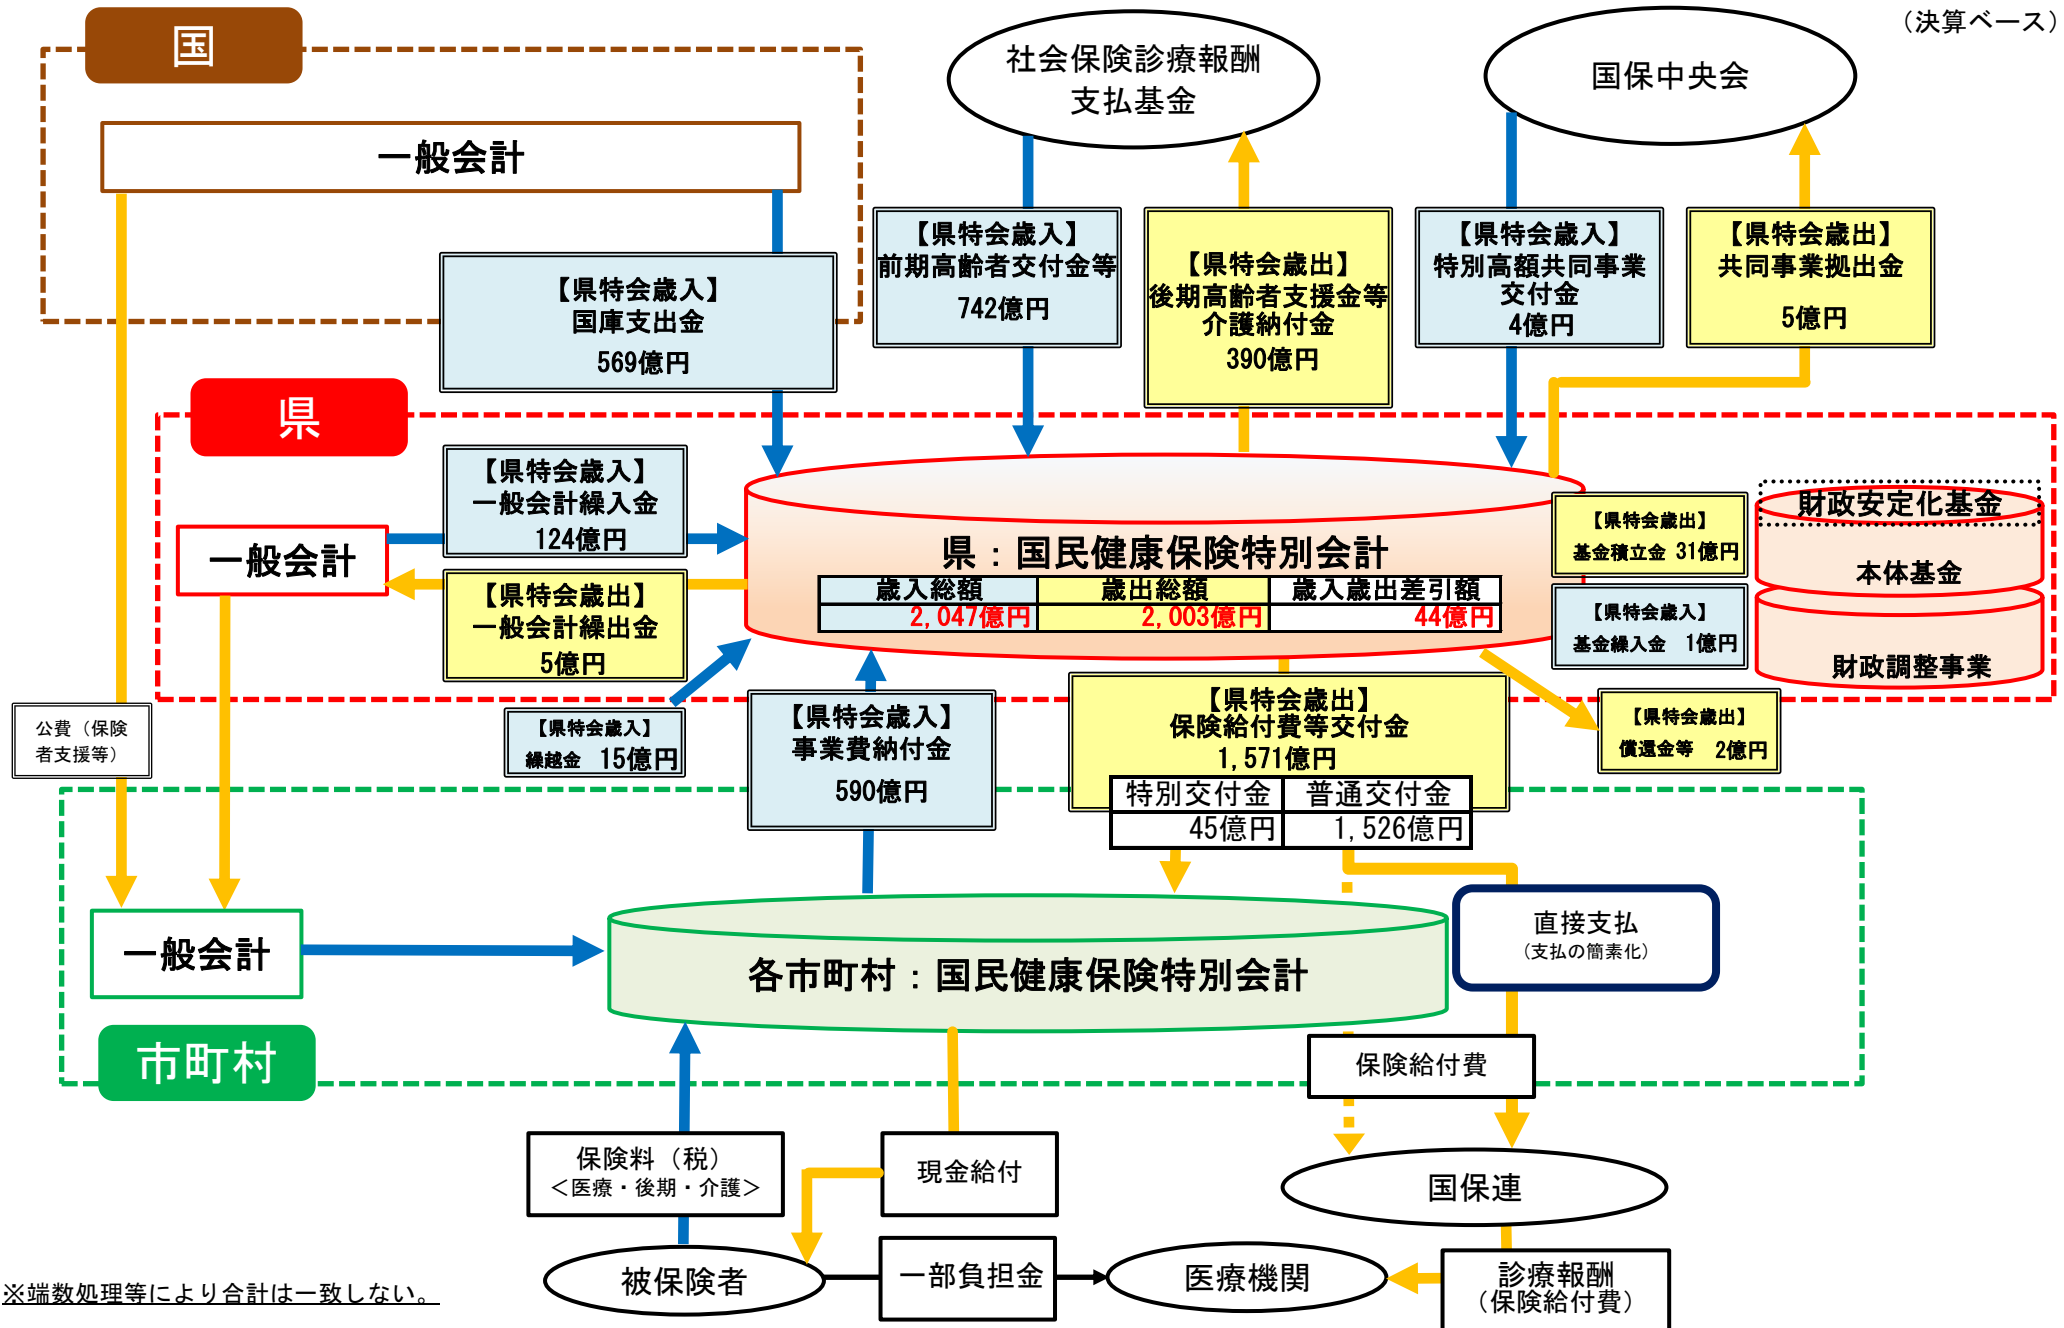 （決算ベース）
国
一般会計
社会保険診療報酬
支払基金
国保中央会
【県特会歳入】
国庫支出金
569億円
【県特会歳入】
前期高齢者交付金等
742億円
【県特会歳出】
後期高齢者支援金等
介護納付金
390億円
【県特会歳入】
特別高額共同事業
交付金
4億円
【県特会歳出】
共同事業拠出金
5億円
県
【県特会歳入】
一般会計繰入金
124億円
一般会計
【県特会歳出】
一般会計繰出金
5億円
県：国民健康保険特別会計
歳入総額 歳出総額 歳入歳出差引額
2,047億円 2,003億円 44億円
【県特会歳出】
基金積立金 31億円
【県特会歳入】
基金繰入金 1億円
財政安定化基金
本体基金
財政調整事業
公費（保険
者支援等）
【県特会歳入】
繰越金 15億円
【県特会歳入】
事業費納付金
590億円
【県特会歳出】
保険給付費等交付金
1,571億円
特別交付金 普通交付金
45億円 1,526億円
【県特会歳出】
償還金等 2億円
一般会計
各市町村：国民健康保険特別会計
直接支払
（支払の簡素化）
市町村
保険給付費
保険料（税）
＜医療・後期・介護＞
現金給付
国保連
被保険者
一部負担金
医療機関
診療報酬
（保険給付費）
※端数処理等により合計は一致しない。